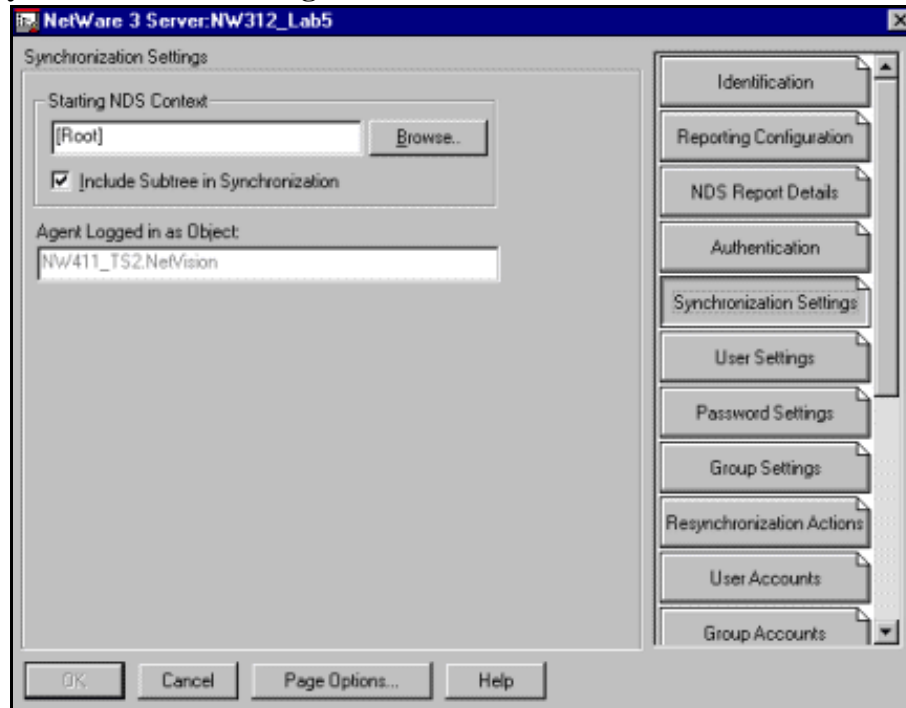 NetWare 3 Server:NW312_Lab5
Synchronization Settings
Starting NDS Context
[Root]
Browse..
Include Subtree in Synchronization
Agent Logged in as Object:
NW411_TS2.NetVision
Identification
Reporting Configuration
NDS Report Details
Authentication
Synchronization Settings
User Settings
Password Settings
Group Settings
Resynchronization Actions
User Accounts
Group Accounts
OK
Cancel
Page Options...
Help